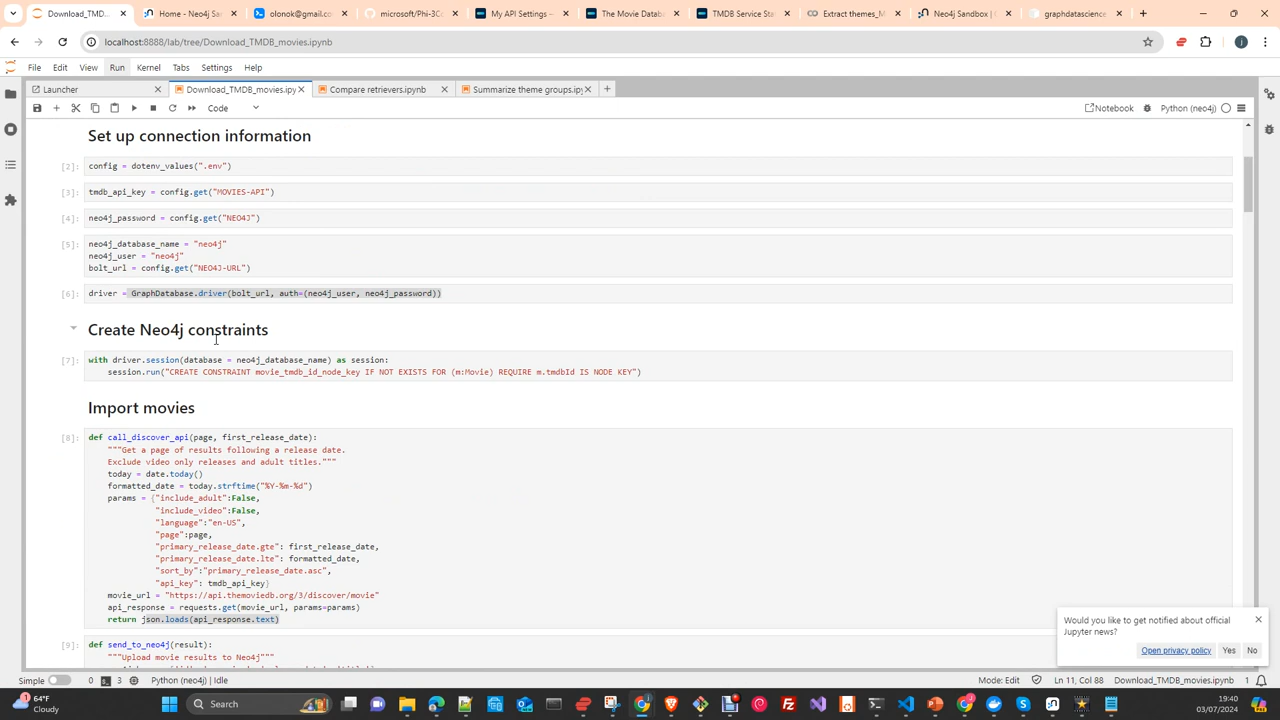 Download_TMD
Home - Neo4j Sa
olonok@gmail.co
microsoft/Phi-3C
My API Settings —
The Movie Datab
TMDB Service Sta
Extract themes_M
Neo4j Sandbox |
graphdatascienc
localhost:8888/lab/tree/Download_TMDB_movies.ipynb
File Edit View Run Kernel Tabs Settings Help
Launcher
Download_TMDB_movies.ipy
Compare retrievers.ipynb
Summarize theme groups.ipy
Code
Notebook
Python (neo4j)
Set up connection information
[2]: config = dotenv_values(".env")
[3]: tmdb_api_key = config.get("MOVIES-API")
[4]: neo4j_password = config.get("NEO4J")
[5]: neo4j_database_name = "neo4j"
neo4j_user = "neo4j"
bolt_url = config.get("NEO4J-URL")
[6]: driver = GraphDatabase.driver(bolt_url, auth=(neo4j_user, neo4j_password))
Create Neo4j constraints
[7]: with driver.session(database = neo4j_database_name) as session:
session.run("CREATE CONSTRAINT movie_tmdb_id_node_key IF NOT EXISTS FOR (m:Movie) REQUIRE m.tmdbId IS NODE KEY")
Import movies
[8]: def call_discover_api(page, first_release_date):
"""Get a page of results following a release date.
Exclude video only releases and adult titles."""
today = date.today()
formatted_date = today.strftime("%Y-%m-%d")
params = {"include_adult":False,
"include_video":False,
"language":"en-US",
"page":page,
"primary_release_date.gte": first_release_date,
"primary_release_date.lte": formatted_date,
"sort_by":"primary_release_date.asc",
"api_key": tmdb_api_key}
movie_url = "https://api.themoviedb.org/3/discover/movie"
api_response = requests.get(movie_url, params=params)
return json.loads(api_response.text)
[9]: def send_to_neo4j(result):
"""Upload movie results to Neo4j"""
Would you like to get notified about official
Jupyter news?
Open privacy policy Yes No
Simple 0 3 Python (neo4j) | Idle
Mode: Edit Ln 11, Col 88 Download_TMDB_movies.ipynb 1
64°F
Cloudy
Search
19:40
03/07/2024